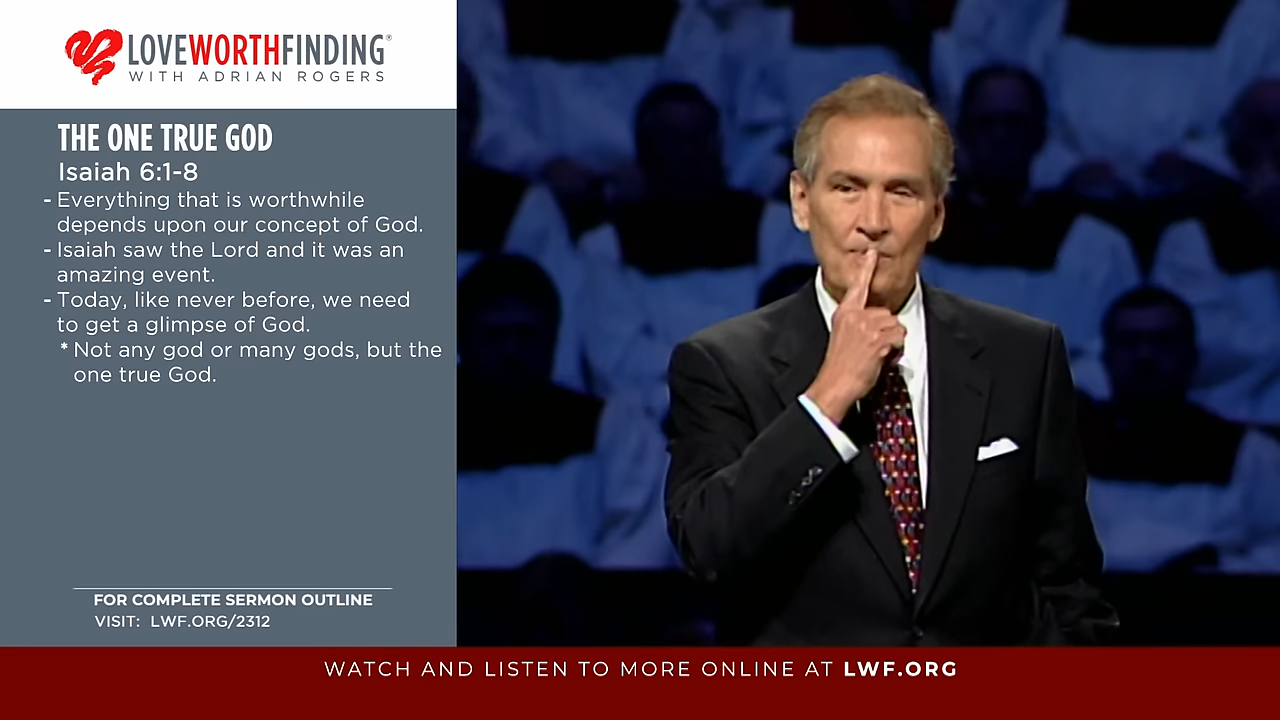 LOVEWORTHFINDING®
WITH ADRIAN ROGERS
THE ONE TRUE GOD
Isaiah 6:1-8
- Everything that is worthwhile
depends upon our concept of God.
- Isaiah saw the Lord and it was an
amazing event.
- Today, like never before, we need
to get a glimpse of God.
* Not any god or many gods, but the
one true God.
FOR COMPLETE SERMON OUTLINE
VISIT: LWF.ORG/2312
WATCH AND LISTEN TO MORE ONLINE AT LWF.ORG